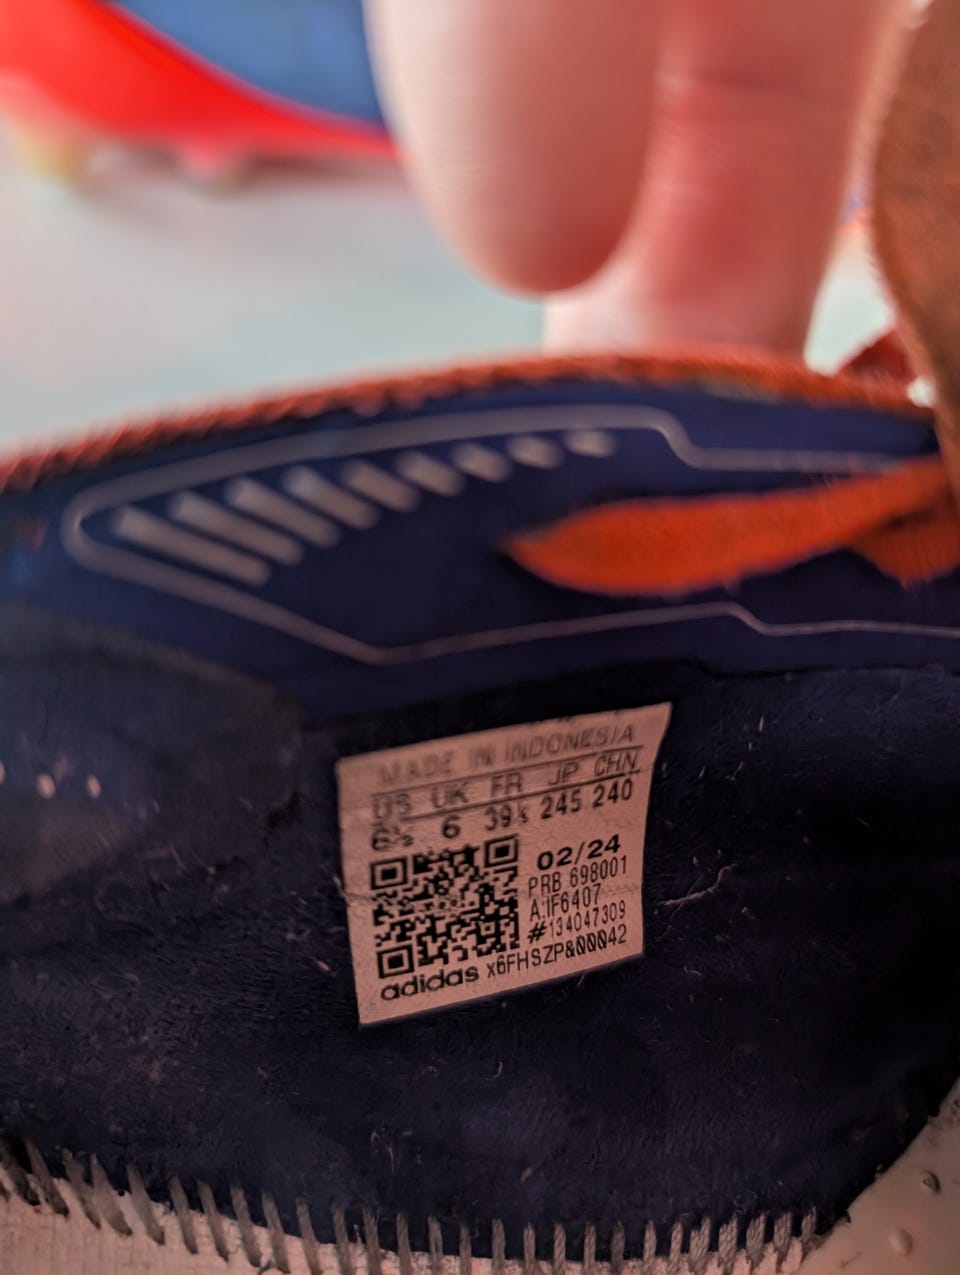 MADE IN INDONESIA
US UK FR JP CHN
6½ 6 39⅓ 245 240
02/24
PRB 698001
A:IF6407
#134047309
adidas x6FHSZP&00042